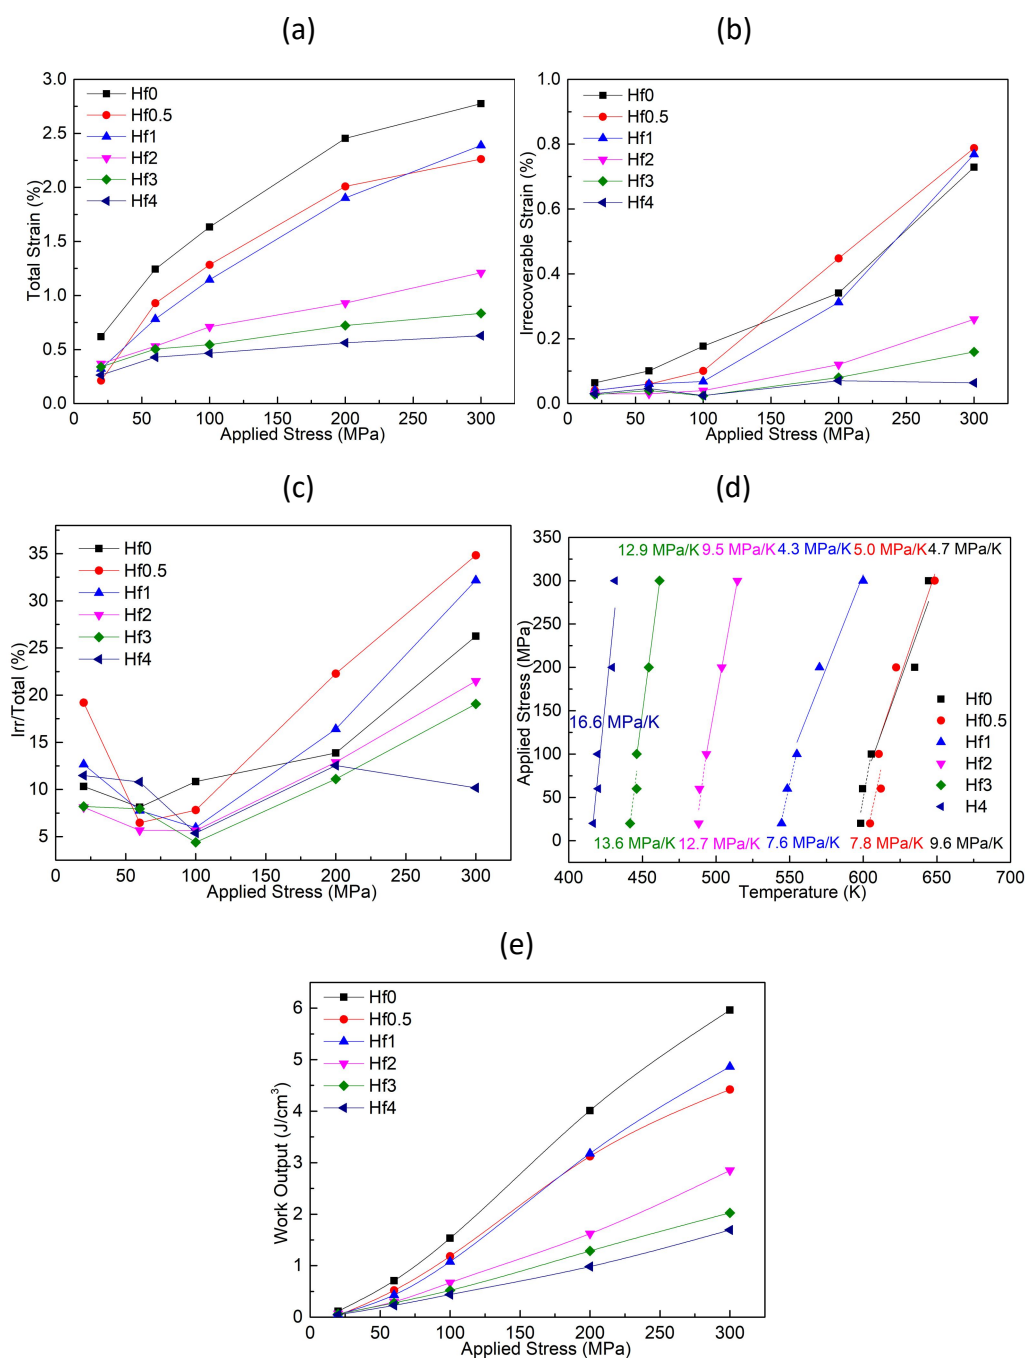 (a)
3.0
2.5
2.0
1.5
1.0
0.5
0.0
Total Strain (%)
Hf0
Hf0.5
Hf1
Hf2
Hf3
Hf4
0 50 100 150 200 250 300
Applied Stress (MPa)
(b)
1.0
0.8
0.6
0.4
0.2
0.0
Irrecoverable Strain (%)
Hf0
Hf0.5
Hf1
Hf2
Hf3
Hf4
0 50 100 150 200 250 300
Applied Stress (MPa)
(c)
35
30
25
20
15
10
5
Irr/Total (%)
Hf0
Hf0.5
Hf1
Hf2
Hf3
Hf4
0 50 100 150 200 250 300
Applied Stress (MPa)
(d)
350
300
250
200
150
100
50
0
Applied Stress (MPa)
12.9 MPa/K 9.5 MPa/K 4.3 MPa/K 5.0 MPa/K 4.7 MPa/K
16.6 MPa/K
Hf0
Hf0.5
Hf1
Hf2
Hf3
H4
13.6 MPa/K 12.7 MPa/K 7.6 MPa/K 7.8 MPa/K 9.6 MPa/K
400 450 500 550 600 650 700
Temperature (K)
(e)
6
5
4
3
2
1
0
Work Output (J/cm³)
Hf0
Hf0.5
Hf1
Hf2
Hf3
Hf4
0 50 100 150 200 250 300
Applied Stress (MPa)